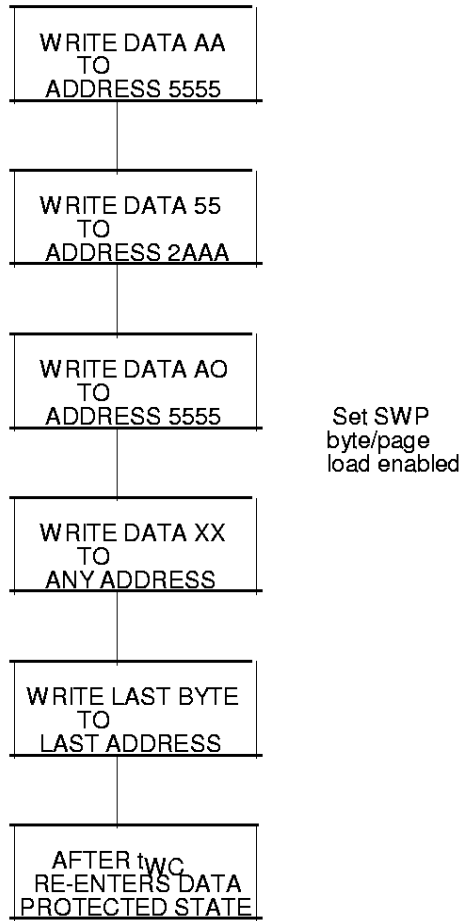 WRITE DATA AA
TO
ADDRESS 5555
WRITE DATA 55
TO
ADDRESS 2AAA
WRITE DATA AO
TO
ADDRESS 5555
Set SWP
byte/page
load enabled
WRITE DATA XX
TO
ANY ADDRESS
WRITE LAST BYTE
TO
LAST ADDRESS
AFTER tWC
RE-ENTERS DATA
PROTECTED STATE